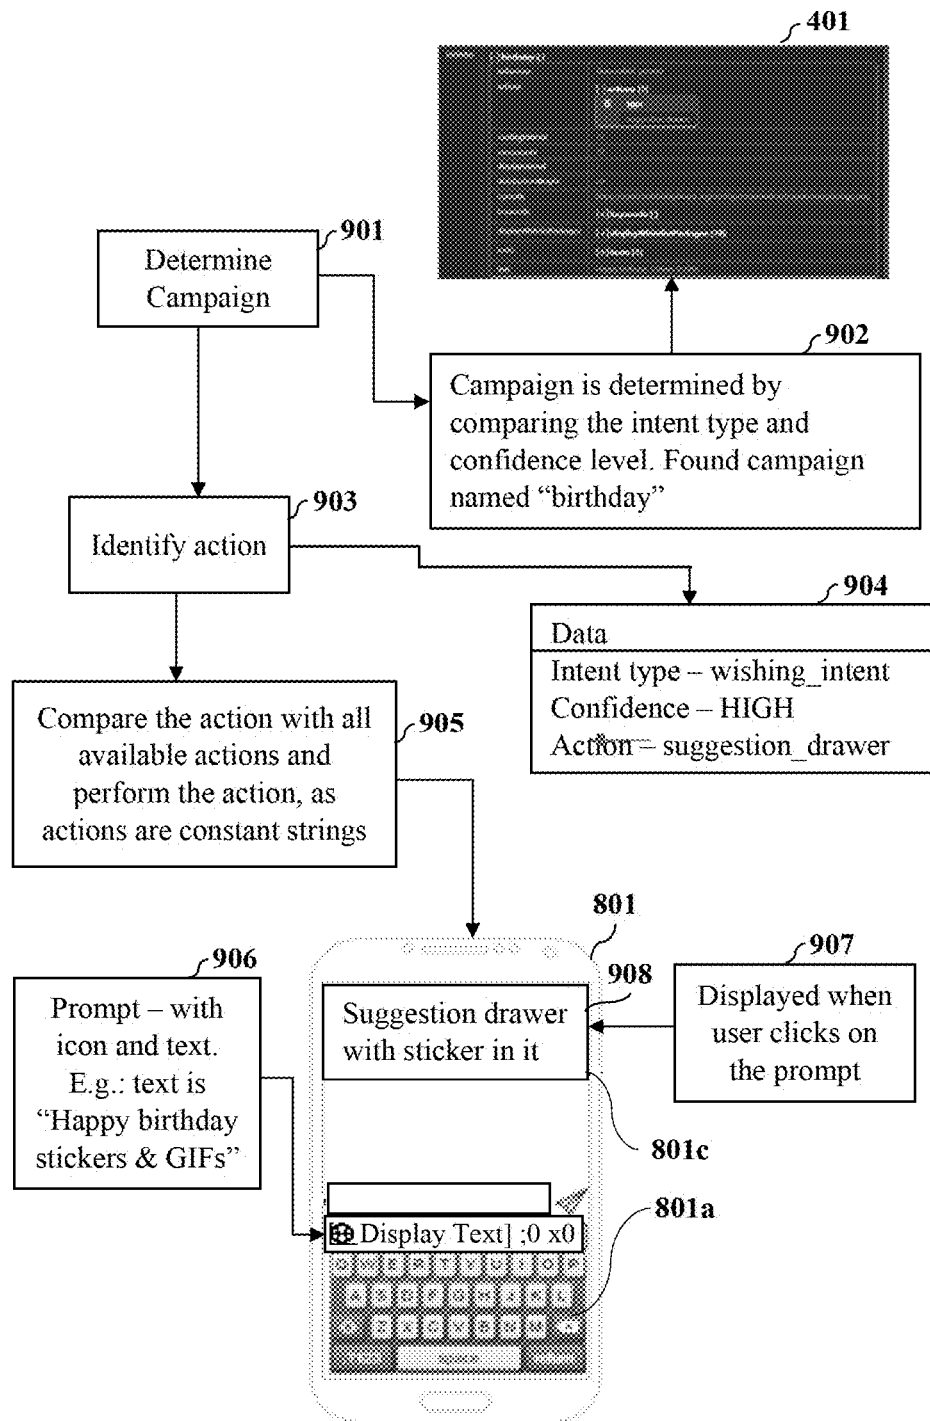 401
901
Determine
Campaign
902
Campaign is determined by
comparing the intent type and
confidence level. Found campaign
named “birthday”
903
Identify action
904
Data
Intent type – wishing_intent
Confidence – HIGH
Action – suggestion_drawer
905
Compare the action with all
available actions and
perform the action, as
actions are constant strings
801
906
Prompt – with
icon and text.
E.g.: text is
“Happy birthday
stickers & GIFs”
908
Suggestion drawer
with sticker in it
907
Displayed when
user clicks on
the prompt
801c
801a
Display Text] ;0 x0